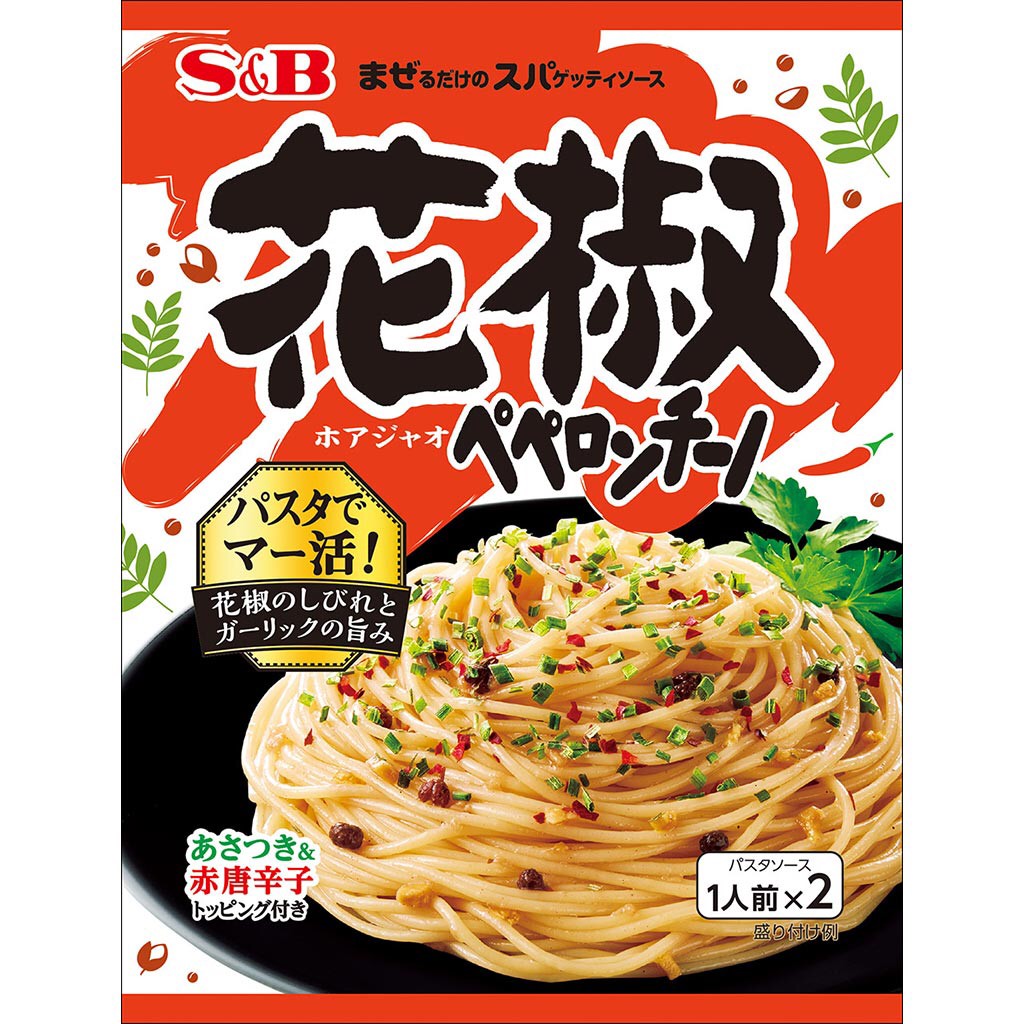 S&B まぜるだけのスパゲッティソース
花椒
ホアジャオ ペペロンチーノ
パスタで
マー活!
花椒のしびれと
ガーリックの旨み
あさつき&
赤唐辛子
トッピング付き
パスタソース
1人前×2
盛り付け例